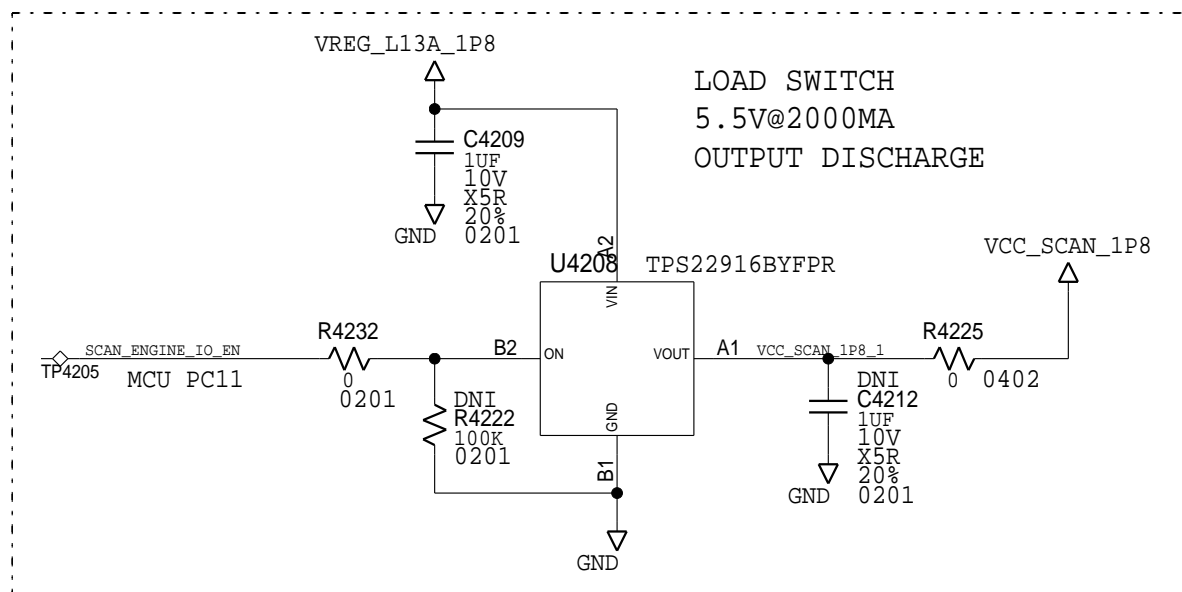 VREG_L13A_1P8
LOAD SWITCH
5.5V@2000MA
OUTPUT DISCHARGE
C4209
1UF
10V
X5R
20%
0201
GND
A2
U4208
TPS22916BYFPR
VCC_SCAN_1P8
VIN
R4232
R4225
SCAN_ENGINE_IO_EN
B2
ON
VOUT
A1
VCC_SCAN_1P8_1
TP4205
MCU PC11
0
0201
0
0402
DNI
R4222
100K
0201
GND
DNI
C4212
1UF
10V
X5R
20%
0201
GND
B1
GND